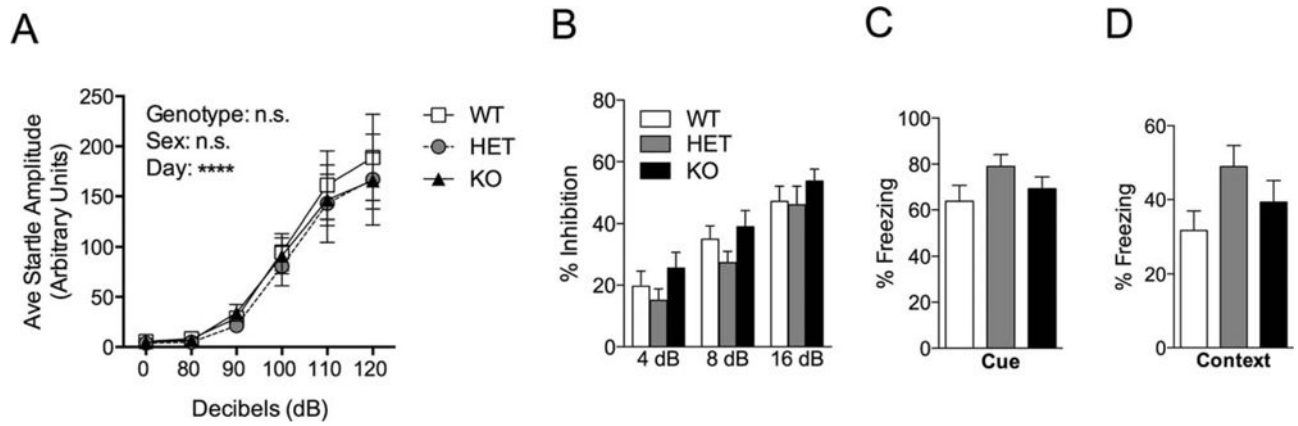 A
Ave Startle Amplitude
(Arbitrary Units)
250
200
150
100
50
0
Genotype: n.s.
Sex: n.s.
Day: ****
WT
HET
KO
0 80 90 100 110 120
Decibels (dB)
B
% Inhibition
80
60
40
20
0
WT
HET
KO
4 dB 8 dB 16 dB
C
% Freezing
100
80
60
40
20
0
Cue
D
% Freezing
60
40
20
0
Context